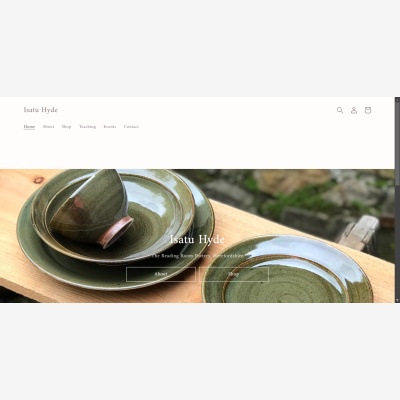 Isatu Hyde
Home About Shop Teaching Events Contact
Isatu Hyde
The Reading Room Pottery, Herefordshire
About Shop